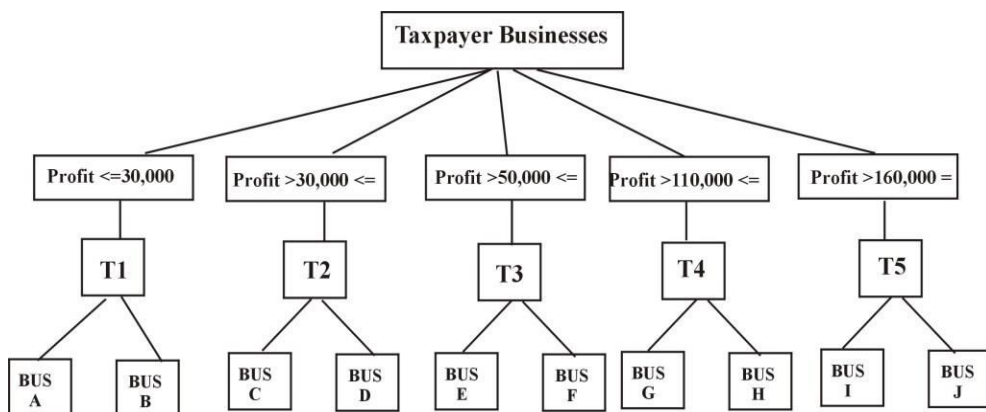 Taxpayer Businesses
Profit <=30,000
Profit >30,000 <=
Profit >50,000 <=
Profit >110,000 <=
Profit >160,000 =
T1
T2
T3
T4
T5
BUS
A
BUS
B
BUS
C
BUS
D
BUS
E
BUS
F
BUS
G
BUS
H
BUS
I
BUS
J